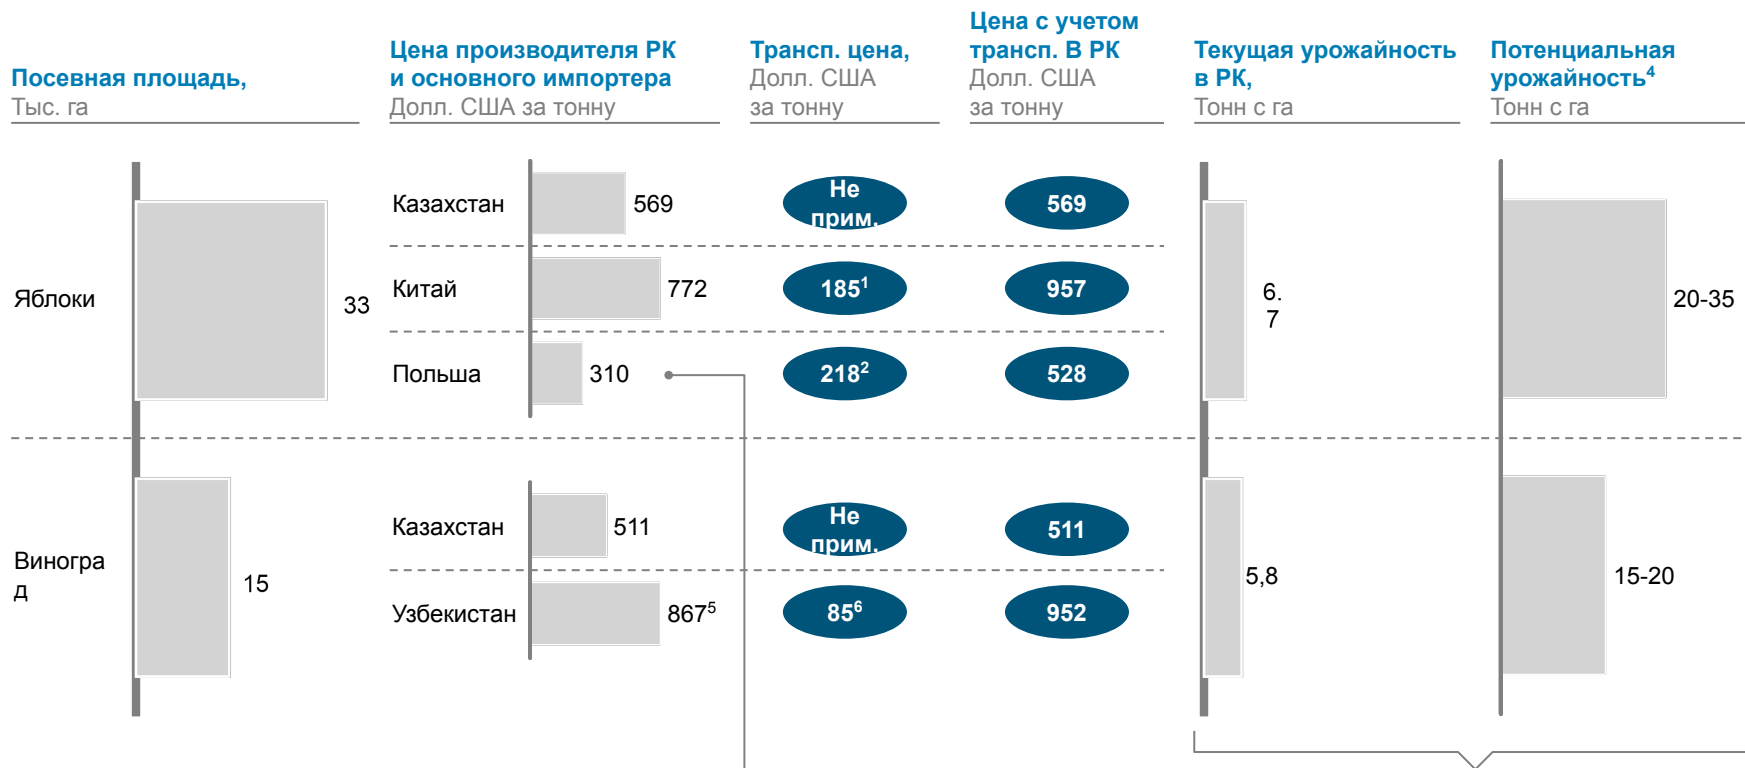 Посевная площадь,
Тыс. га
Цена производителя РК
и основного импортера
Долл. США за тонну
Трансп. цена,
Долл. США
за тонну
Цена с учетом
трансп. В РК
Долл. США
за тонну
Текущая урожайность
в РК,
Тонн с га
Потенциальная
урожайность⁴
Тонн с га
Яблоки
33
Казахстан
569
Не
прим.
569
Китай
772
185¹
957
Польша
310
218²
528
6.
7
20-35
Виногра
д
15
Казахстан
511
Не
прим.
511
Узбекистан
867⁵
85⁶
952
5,8
15-20